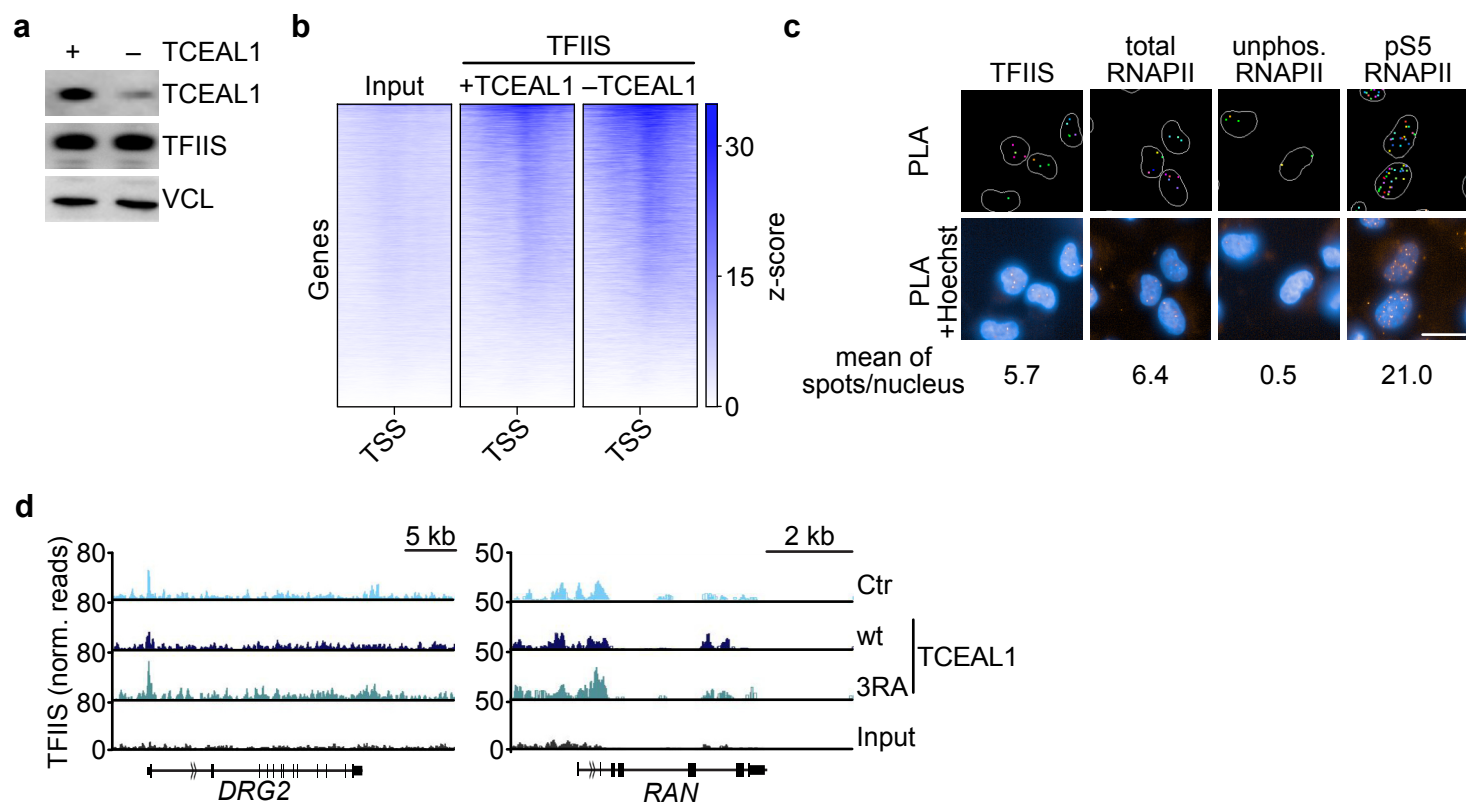 a
+ – TCEAL1
TCEAL1
TFIIS
VCL
b
TFIIS
Input
+TCEAL1
–TCEAL1
Genes
TSS
TSS
TSS
30
15
0
z-score
c
TFIIS
total
RNAPII
unphos.
RNAPII
pS5
RNAPII
PLA
PLA
+Hoechst
mean of
spots/nucleus
5.7
6.4
0.5
21.0
d
TFIIS (norm. reads)
5 kb
80
80
80
80
0
DRG2
2 kb
50
50
50
50
0
RAN
Ctr
wt
3RA
TCEAL1
Input